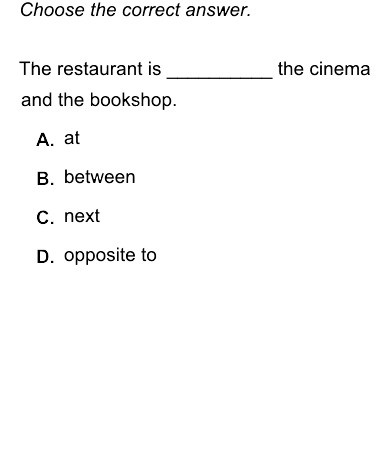 Choose the correct answer.
The restaurant is __________ the cinema
and the bookshop.
A. at
B. between
C. next
D. opposite to